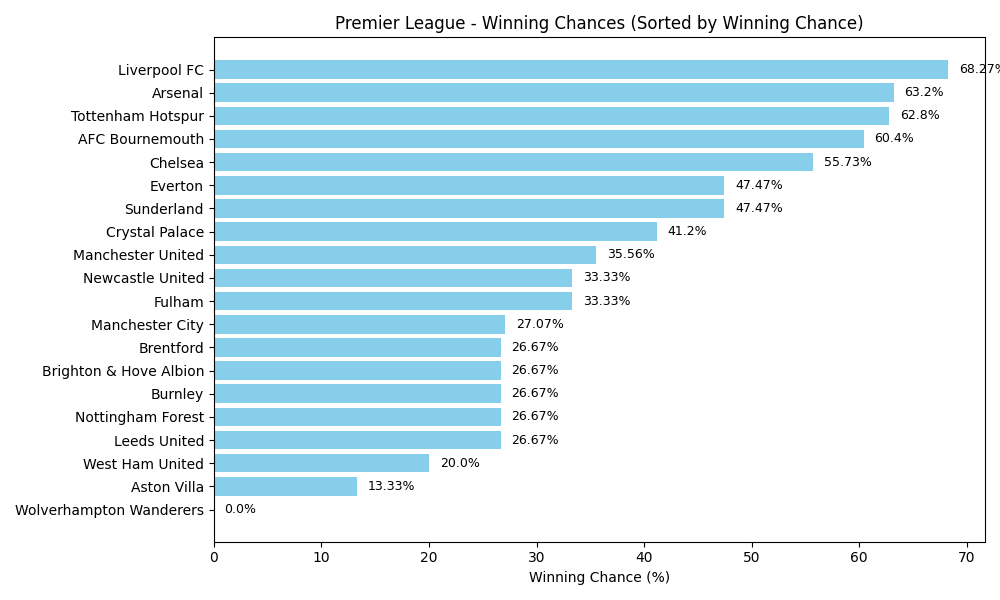 Premier League - Winning Chances (Sorted by Winning Chance)
Liverpool FC 68.27%
Arsenal 63.2%
Tottenham Hotspur 62.8%
AFC Bournemouth 60.4%
Chelsea 55.73%
Everton 47.47%
Sunderland 47.47%
Crystal Palace 41.2%
Manchester United 35.56%
Newcastle United 33.33%
Fulham 33.33%
Manchester City 27.07%
Brentford 26.67%
Brighton & Hove Albion 26.67%
Burnley 26.67%
Nottingham Forest 26.67%
Leeds United 26.67%
West Ham United 20.0%
Aston Villa 13.33%
Wolverhampton Wanderers 0.0%
0 10 20 30 40 50 60 70
Winning Chance (%)